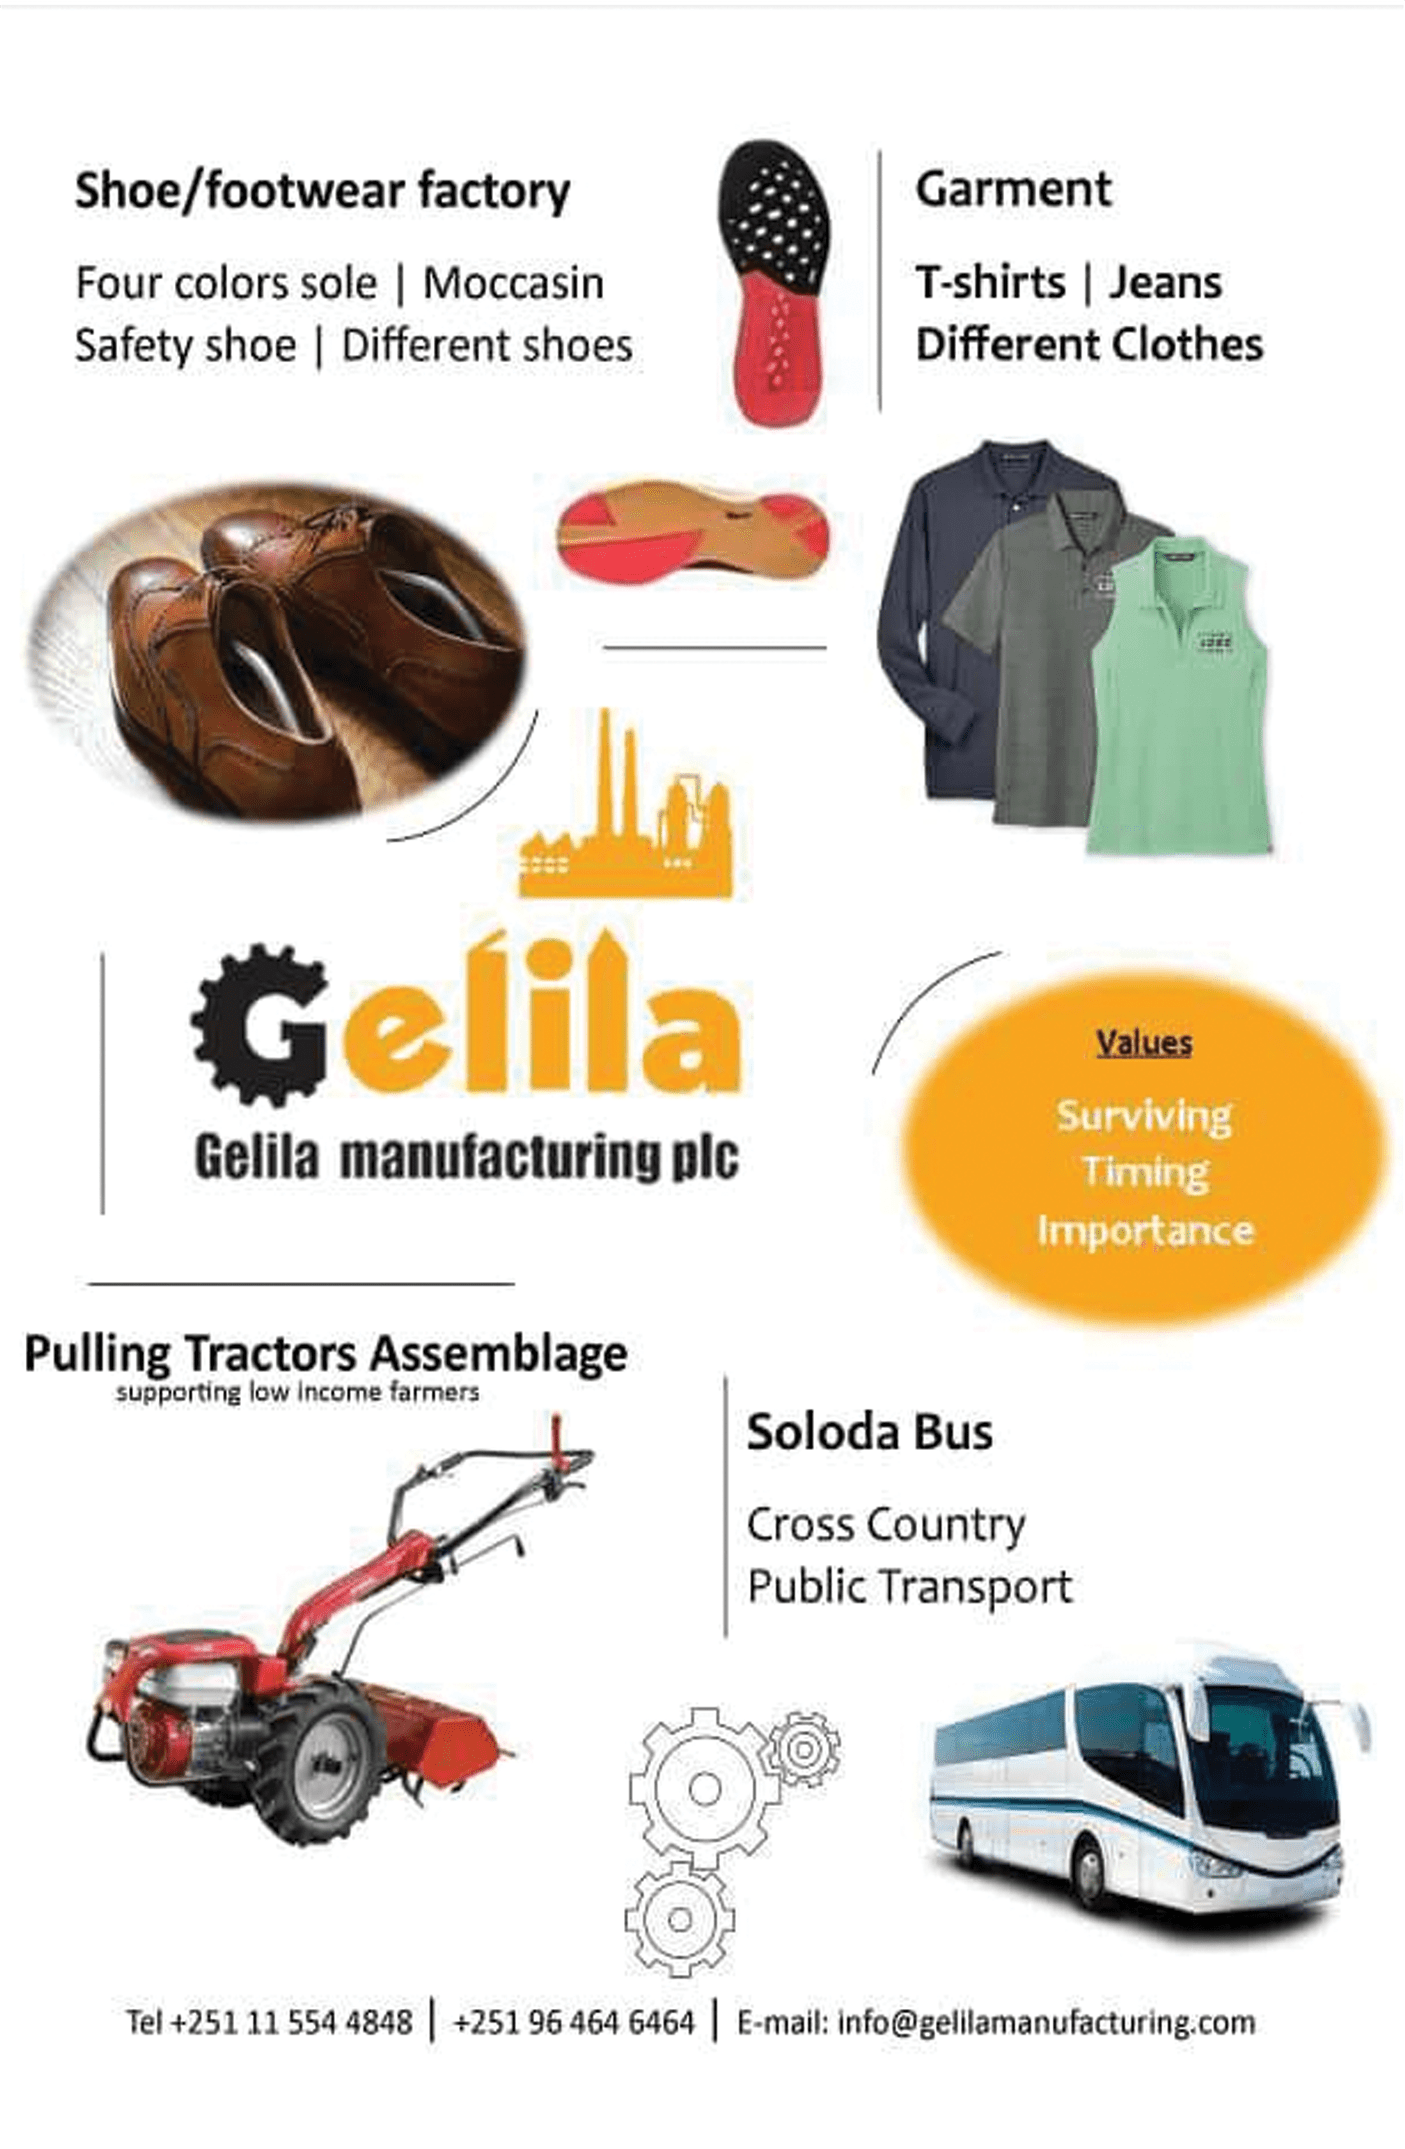 Shoe/footwear factory
Four colors sole | Moccasin
Safety shoe | Different shoes
Garment
T-shirts | Jeans
Different Clothes
Gelila
Gelila manufacturing plc
Values
Surviving
Timing
Importance
Pulling Tractors Assemblage
supporting low income farmers
Soloda Bus
Cross Country
Public Transport
Tel +251 11 554 4848 | +251 96 464 6464 | E-mail: info@gelilamanufacturing.com